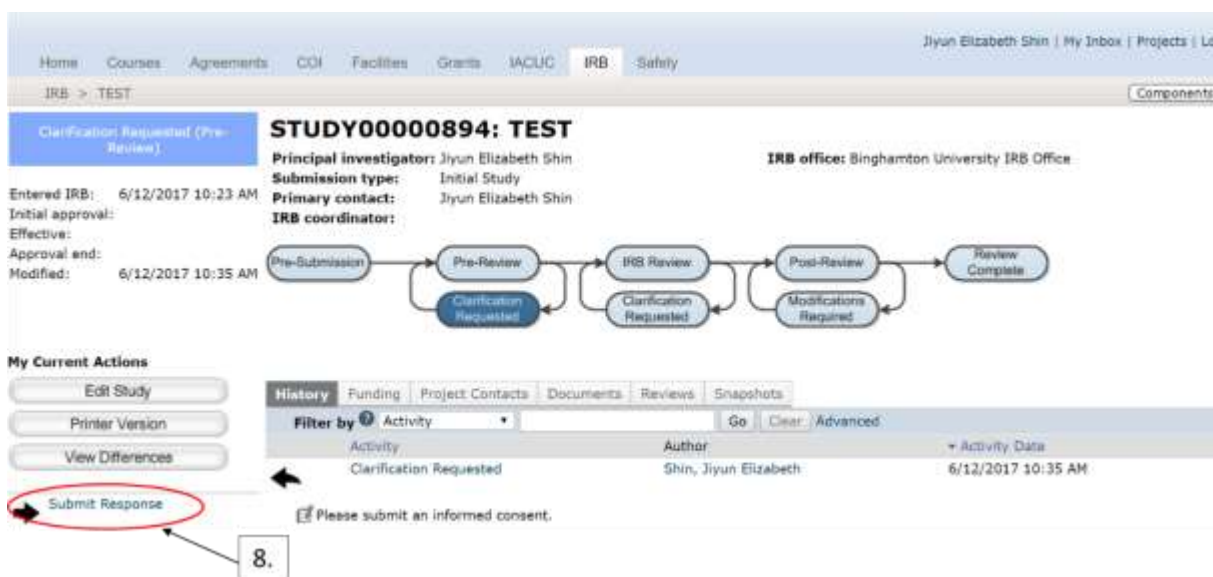 Jiyun Elizabeth Shin | My Inbox | Projects | Lo
Home Courses Agreements COI Facilities Grants IACUC IRB Safety
IRB > TEST
Components
Clarification Requested (Pre-
Review)
Entered IRB: 6/12/2017 10:23 AM
Initial approval:
Effective:
Approval end:
Modified: 6/12/2017 10:35 AM
STUDY00000894: TEST
Principal investigator: Jiyun Elizabeth Shin
IRB office: Binghamton University IRB Office
Submission type: Initial Study
Primary contact: Jiyun Elizabeth Shin
IRB coordinator:
Pre-Submission
Pre-Review
IRB Review
Post-Review
Review
Complete
Clarification
Requested
Clarification
Requested
Modifications
Required
My Current Actions
Edit Study
Printer Version
View Differences
Submit Response
8.
History Funding Project Contacts Documents Reviews Snapshots
Filter by ? Activity Go Clear Advanced
Activity Author Activity Date
Clarification Requested Shin, Jiyun Elizabeth 6/12/2017 10:35 AM
Please submit an informed consent.